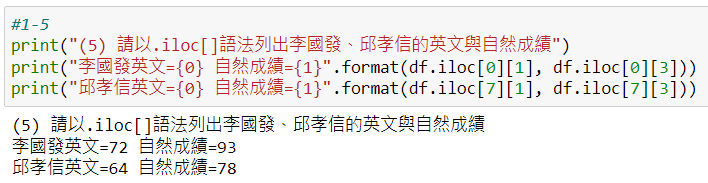 #1-5
print("(5) 請以.iloc[]語法列出李國發、邱孝信的英文與自然成績")
print("李國發英文={0} 自然成績={1}".format(df.iloc[0][1], df.iloc[0][3]))
print("邱孝信英文={0} 自然成績={1}".format(df.iloc[7][1], df.iloc[7][3]))
(5) 請以.iloc[]語法列出李國發、邱孝信的英文與自然成績
李國發英文=72 自然成績=93
邱孝信英文=64 自然成績=78